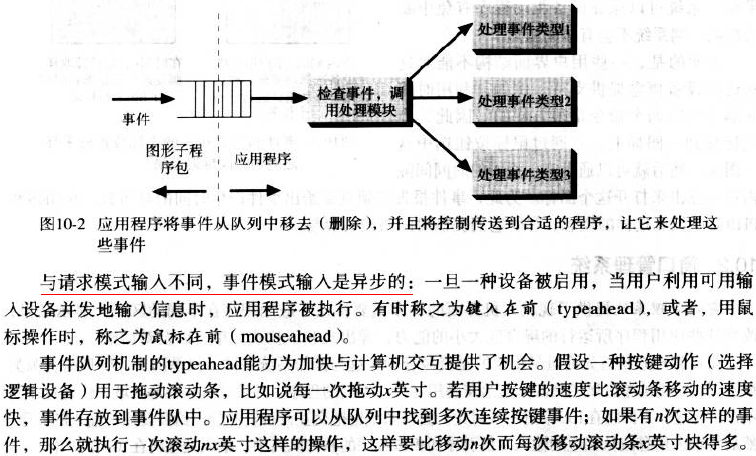 处理事件类型1
检查事件，调
用处理模块
处理事件类型2
事件
图形子程
序包
应用程序
处理事件类型3
图10-2 应用程序将事件从队列中移去（删除），并且将控制传送到合适的程序，让它来处理这
些事件
与请求模式输入不同，事件模式输入是异步的：一旦一种设备被启用，当用户利用可用输
入设备并发地输入信息时，应用程序被执行。有时称之为键入在前（typeahead），或者，用鼠
标操作时，称之为鼠标在前（mouseahead）。
事件队列机制的typeahead能力为加快与计算机交互提供了机会。假设一种按键动作（选择
逻辑设备）用于拖动滚动条，比如说每一次拖动x英寸。若用户按键的速度比滚动条移动的速度
快，事件存放到事件队中。应用程序可以从队列中找到多次连续按键事件；如果有n次这样的事
件，那么就执行一次滚动nx英寸这样的操作，这样要比移动n次而每次移动滚动条x英寸快得多。